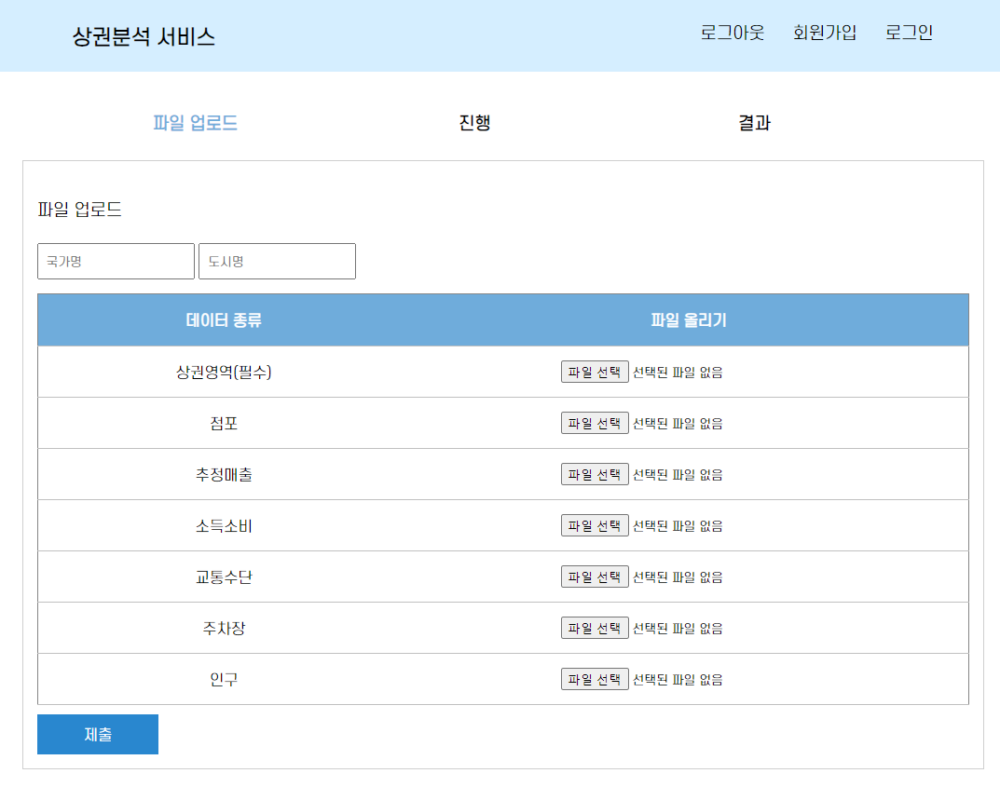 상권분석 서비스 로그아웃 회원가입 로그인
파일 업로드 진행 결과
파일 업로드
국가명 도시명
데이터 종류 파일 올리기
상권영역(필수) 파일 선택 선택된 파일 없음
점포 파일 선택 선택된 파일 없음
추정매출 파일 선택 선택된 파일 없음
소득소비 파일 선택 선택된 파일 없음
교통수단 파일 선택 선택된 파일 없음
주차장 파일 선택 선택된 파일 없음
인구 파일 선택 선택된 파일 없음
제출